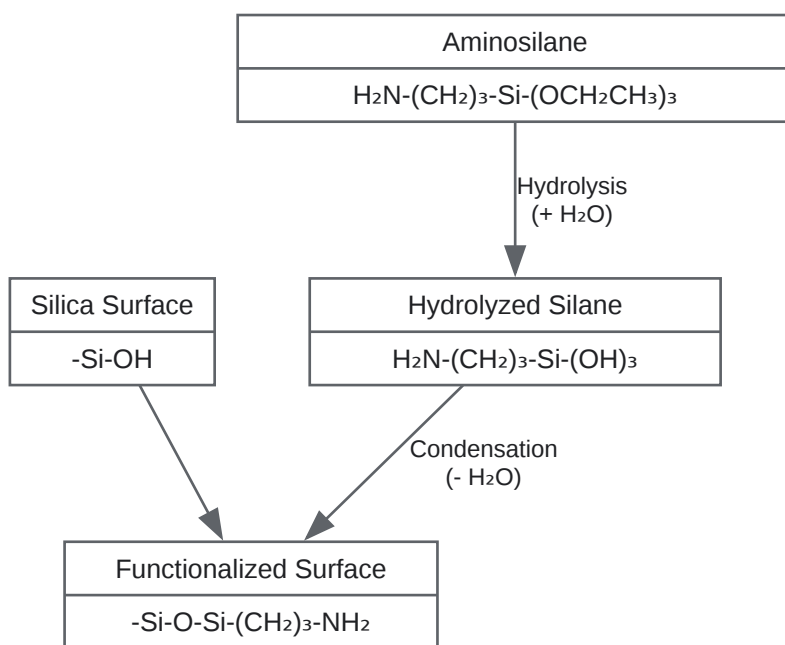 Aminosilane
H₂N-(CH₂)₃-Si-(OCH₂CH₃)₃
Hydrolysis
(+ H₂O)
Silica Surface
-Si-OH
Hydrolyzed Silane
H₂N-(CH₂)₃-Si-(OH)₃
Condensation
(- H₂O)
Functionalized Surface
-Si-O-Si-(CH₂)₃-NH₂